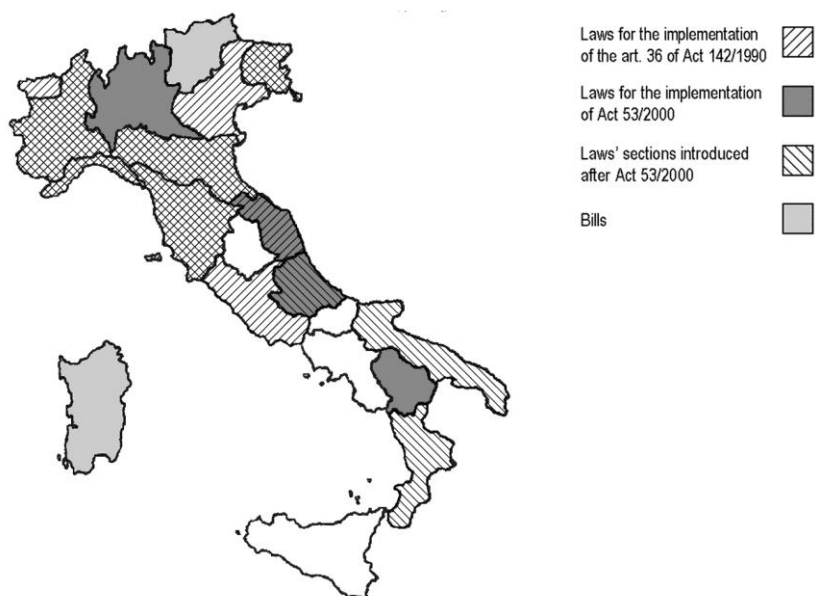 Laws for the implementation
of the art. 36 of Act 142/1990
Laws for the implementation
of Act 53/2000
Laws' sections introduced
after Act 53/2000
Bills